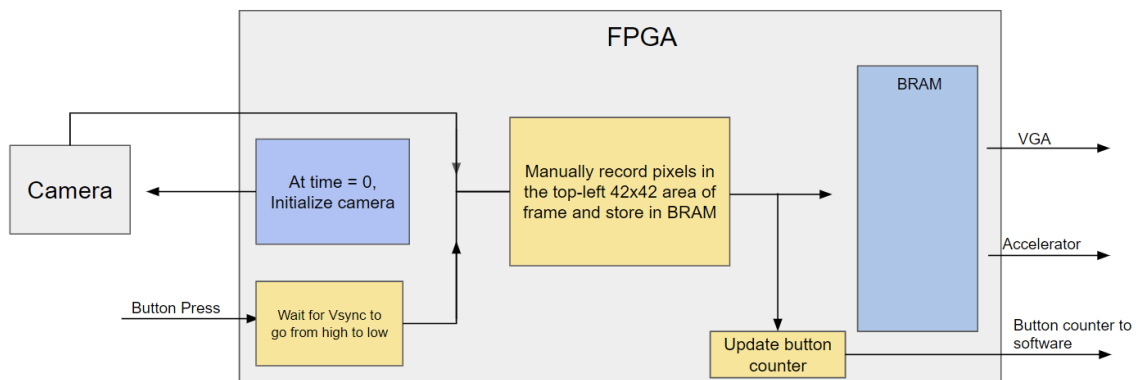 FPGA
BRAM
Camera
At time = 0,
Initialize camera
Manually record pixels in
the top-left 42x42 area of
frame and store in BRAM
VGA
Accelerator
Button Press
Wait for Vsync to
go from high to low
Update button
counter
Button counter to
software